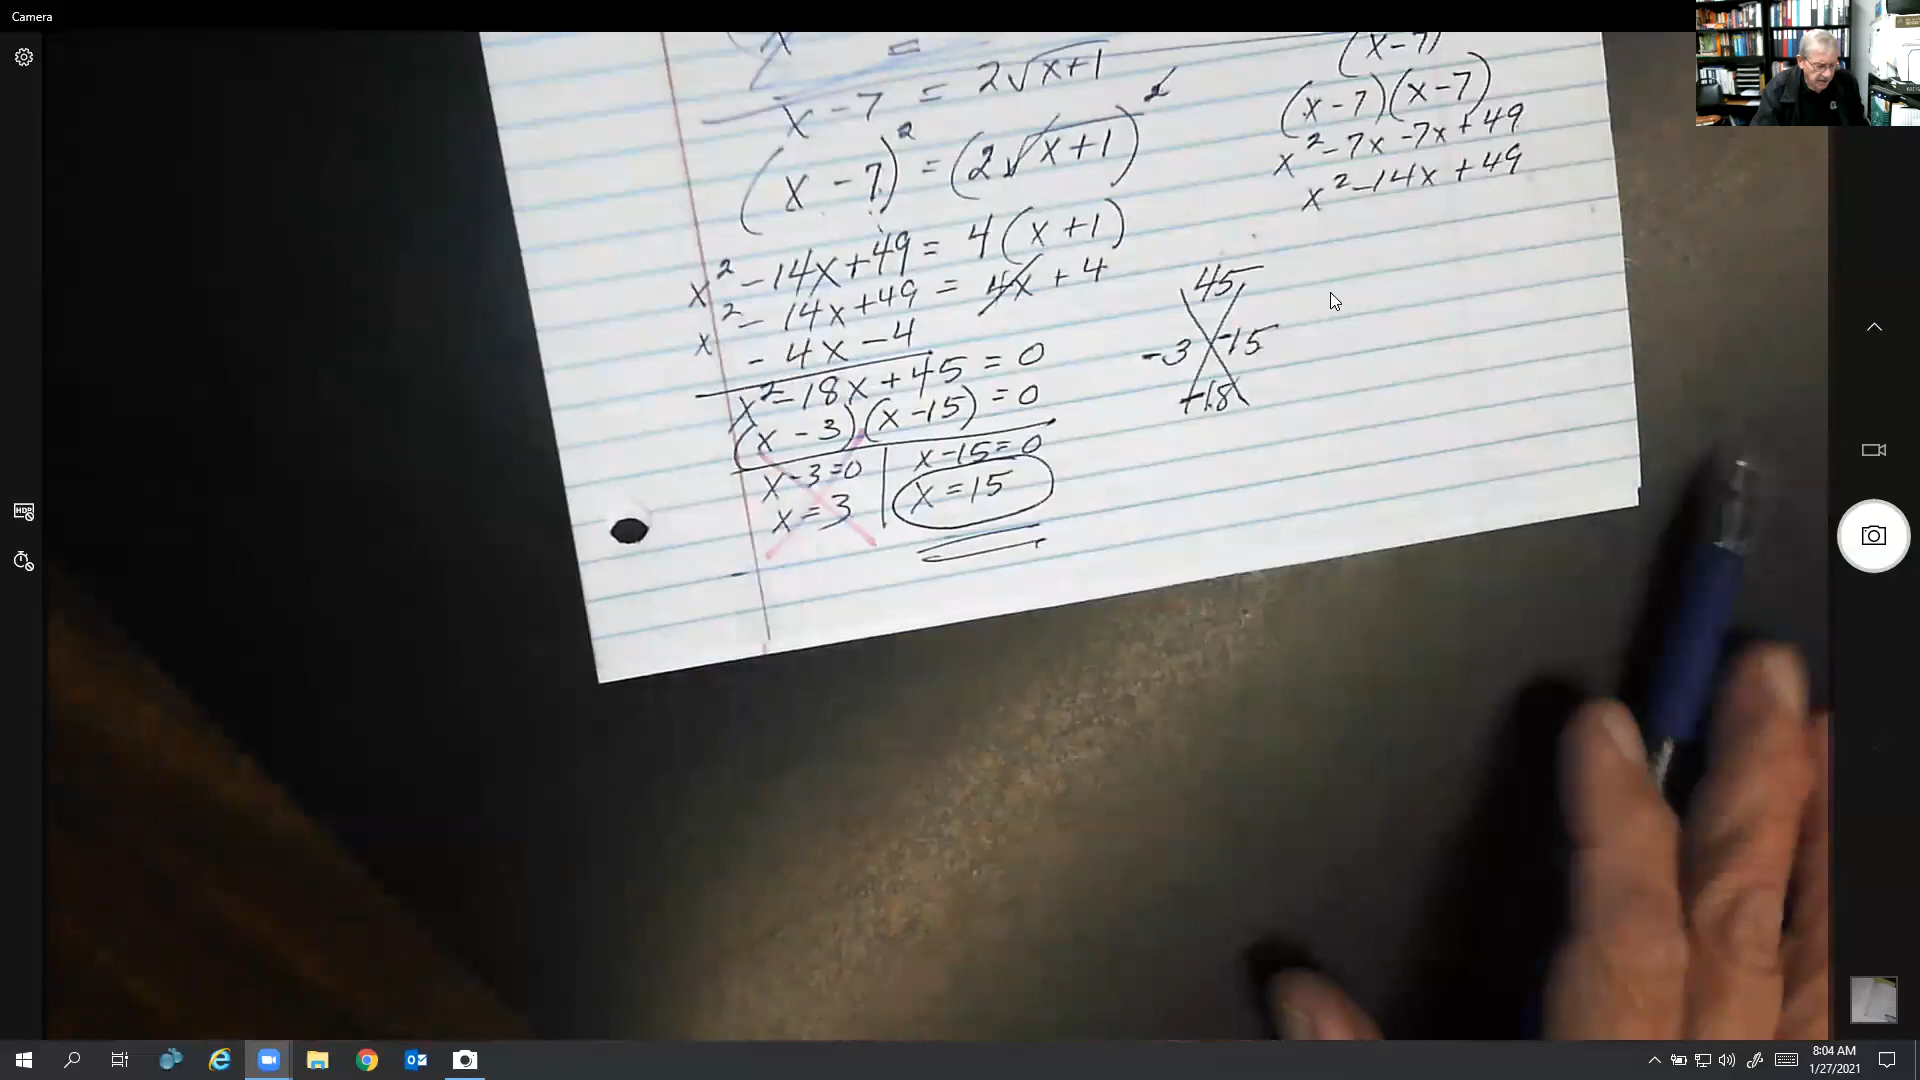 Camera
x =
x - 7 = 2√x+1
(x - 7)² = (2√x+1)²
x² - 14x + 49 = 4(x + 1)
x² - 14x + 49 = 4x + 4
- 4x - 4
x² - 18x + 45 = 0
(x - 3)(x - 15) = 0
x - 3 = 0
x = 3
x - 15 = 0
x = 15
(x - 7)
(x - 7)(x - 7)
x² - 7x - 7x + 49
x² - 14x + 49
45
-3 -15
+18
8:04 AM
1/27/2021